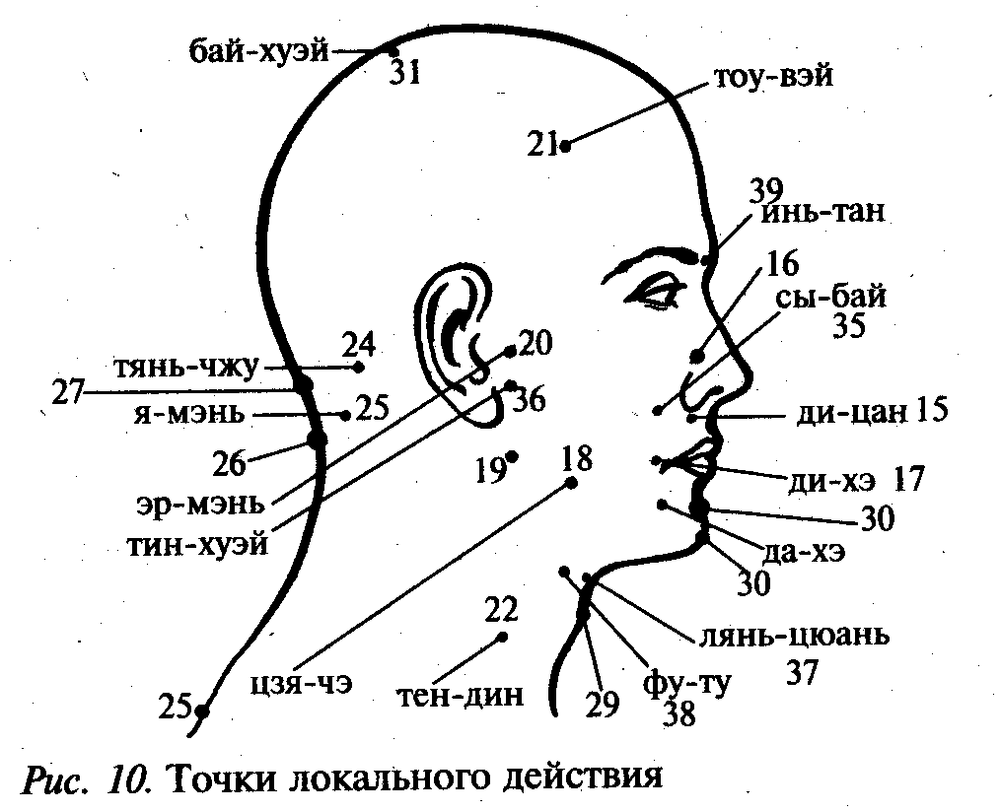 бай-хуэй
31
тоу-вэй
21
39
инь-тан
16
сы-бай
35
24
20
тянь-чжу
27
36
25
я-мэнь
ди-цан 15
26
19
18
ди-хэ 17
эр-мэнь
30
тин-хуэй
да-хэ
30
22
лянь-цюань
37
цзя-чэ
тен-дин
фу-ту
38
29
25
Рис. 10. Точки локального действия